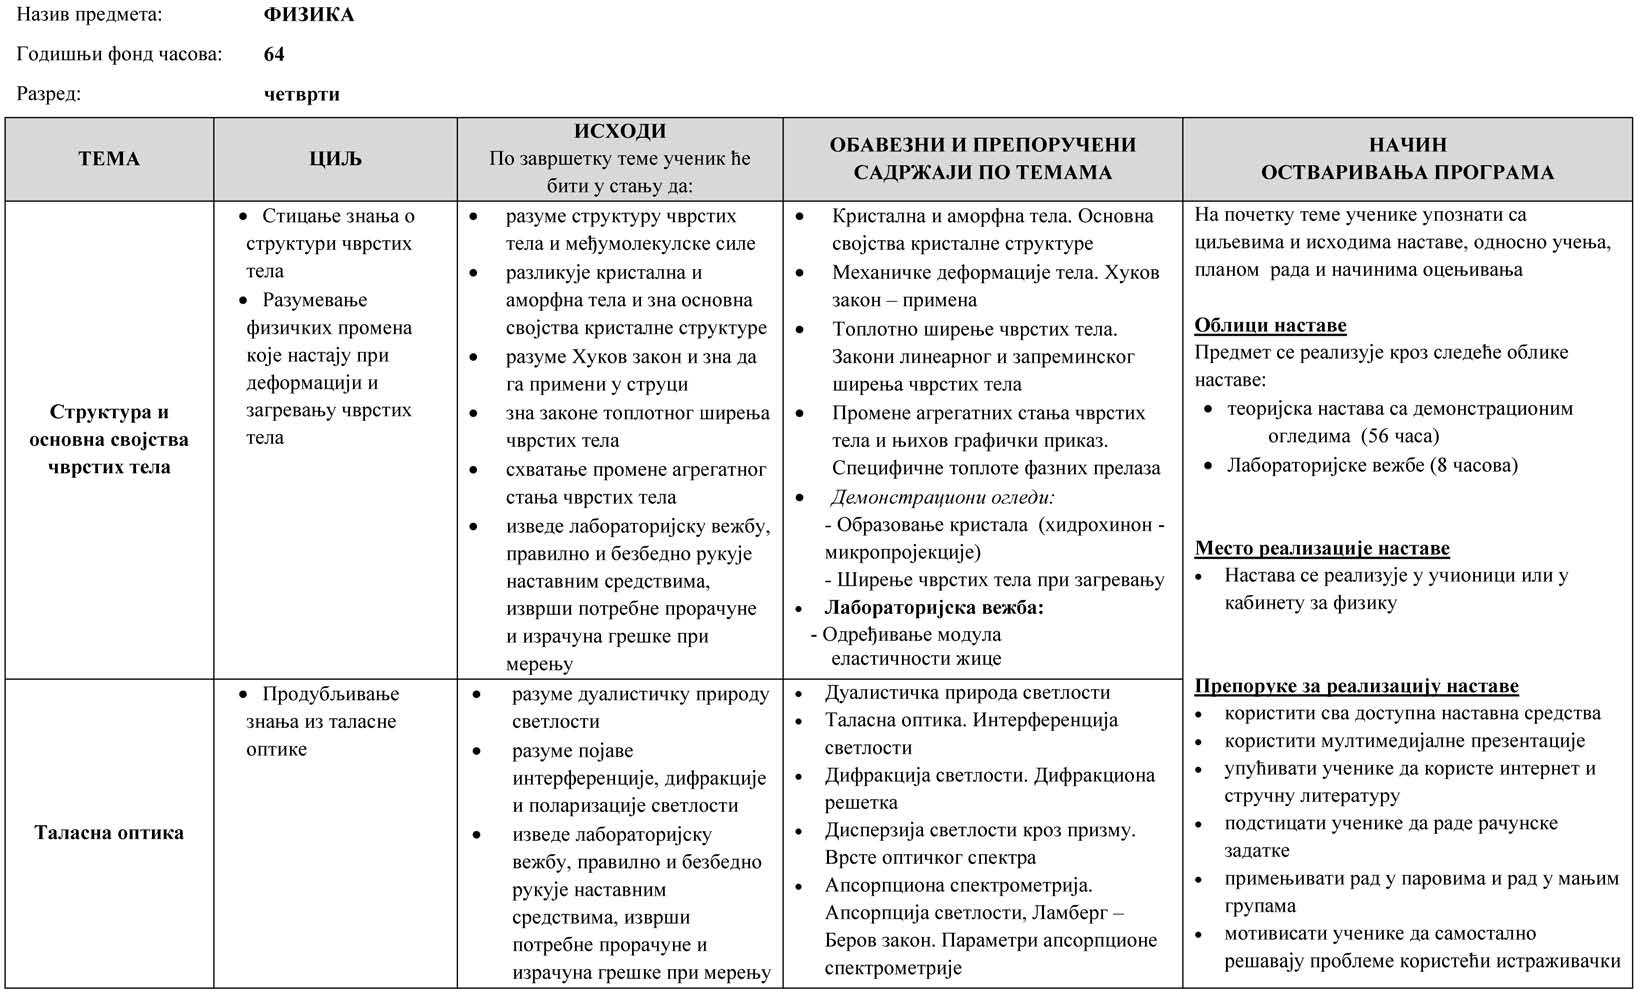 Назив предмета: ФИЗИКА
Годишњи фонд часова: 64
Разред: четврти
ТЕМА
ЦИЉ
ИСХОДИ
По завршетку теме ученик ће
бити у стању да:
ОБАВЕЗНИ И ПРЕПОРУЧЕНИ
САДРЖАЈИ ПО ТЕМАМА
НАЧИН
ОСТВАРИВАЊА ПРОГРАМА
Структура и
основна својства
чврстих тела
• Стицање знања о
структури чврстих
тела
• Разумевање
физичких промена
које настају при
деформацији и
загревању чврстих
тела
• разуме структуру чврстих
тела и међумолекулске силе
• разликује кристална и
аморфна тела и зна основна
својства кристалне структуре
• разуме Хуков закон и зна да
га примени у струци
• зна законе топлотног ширења
чврстих тела
• схватање промене агрегатног
стања чврстих тела
• изведе лабораторијску вежбу,
правилно и безбедно рукује
наставним средствима,
изврши потребне прорачуне
и израчуна грешке при
мерењу
• Кристална и аморфна тела. Основна
својства кристалне структуре
• Механичке деформације тела. Хуков
закон – примена
• Топлотно ширење чврстих тела.
Закони линеарног и запреминског
ширења чврстих тела
• Промене агрегатних стања чврстих
тела и њихов графички приказ.
Специфичне топлоте фазних прелаза
• Демонстрациони огледи:
- Образовање кристала (хидрохинон -
микропројекције)
- Ширење чврстих тела при загревању
• Лабораторијска вежба:
- Одређивање модула
еластичности жице
На почетку теме ученике упознати са
циљевима и исходима наставе, односно учења,
планом рада и начинима оцењивања
Облици наставе
Предмет се реализује кроз следеће облике
наставе:
• теоријска настава са демонстрационим
огледима (56 часа)
• Лабораторијске вежбе (8 часова)
Место реализације наставе
• Настава се реализује у учионици или у
кабинету за физику
Препоруке за реализацију наставе
• користити сва доступна наставна средства
• користити мултимедијалне презентације
• упућивати ученике да користе интернет и
стручну литературу
• подстицати ученике да раде рачунске
задатке
• примењивати рад у паровима и рад у мањим
групама
• мотивисати ученике да самостално
решавају проблеме користећи истраживачки
Таласна оптика
• Продубљивање
знања из таласне
оптике
• разуме дуалистичку природу
светлости
• разуме појаве
интерференције, дифракције
и поларизације светлости
• изведе лабораторијску
вежбу, правилно и безбедно
рукује наставним
средствима, изврши
потребне прорачуне и
израчуна грешке при мерењу
• Дуалистичка природа светлости
• Таласна оптика. Интерференција
светлости
• Дифракција светлости. Дифракциона
решетка
• Дисперзија светлости кроз призму.
Врсте оптичког спектра
• Апсорпциона спектрометрија.
Апсорпција светлости, Ламберг –
Беров закон. Параметри апсорпционе
спектрометрије